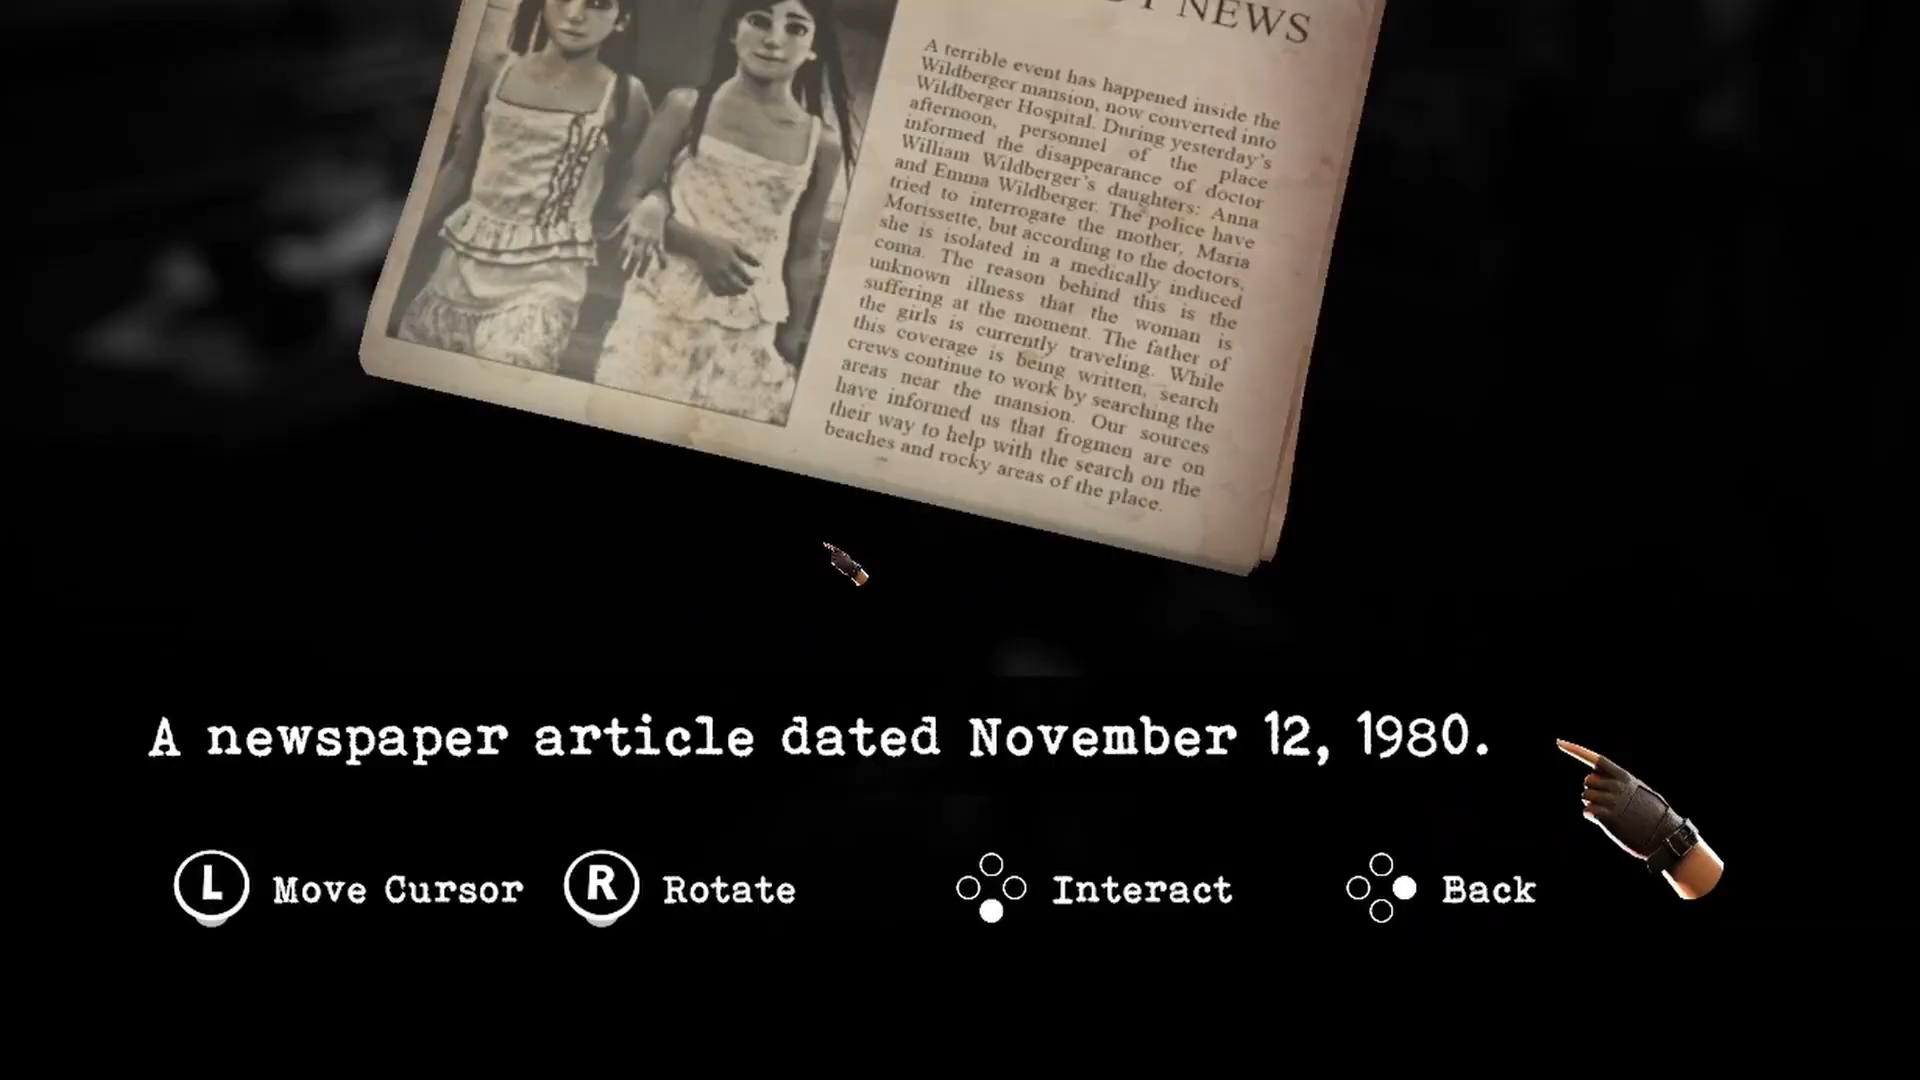 NEWS
A terrible event has happened inside the
Wildberger mansion, now converted into
Wildberger Hospital. During yesterday's
afternoon, personnel of the place
informed the disappearance of doctor
William Wildberger's daughters: Anna
and Emma Wildberger. The police have
tried to interrogate the mother, Maria
Morissette, but according to the doctors,
she is isolated in a medically induced
coma. The reason behind this is the
unknown illness that the woman is
suffering at the moment. The father of
the girls is currently traveling. While
this coverage is being written, search
crews continue to work by searching the
areas near the mansion. Our sources
have informed us that frogmen are on
their way to help with the search on the
beaches and rocky areas of the place.
A newspaper article dated November 12, 1980.
L Move Cursor R Rotate Interact Back